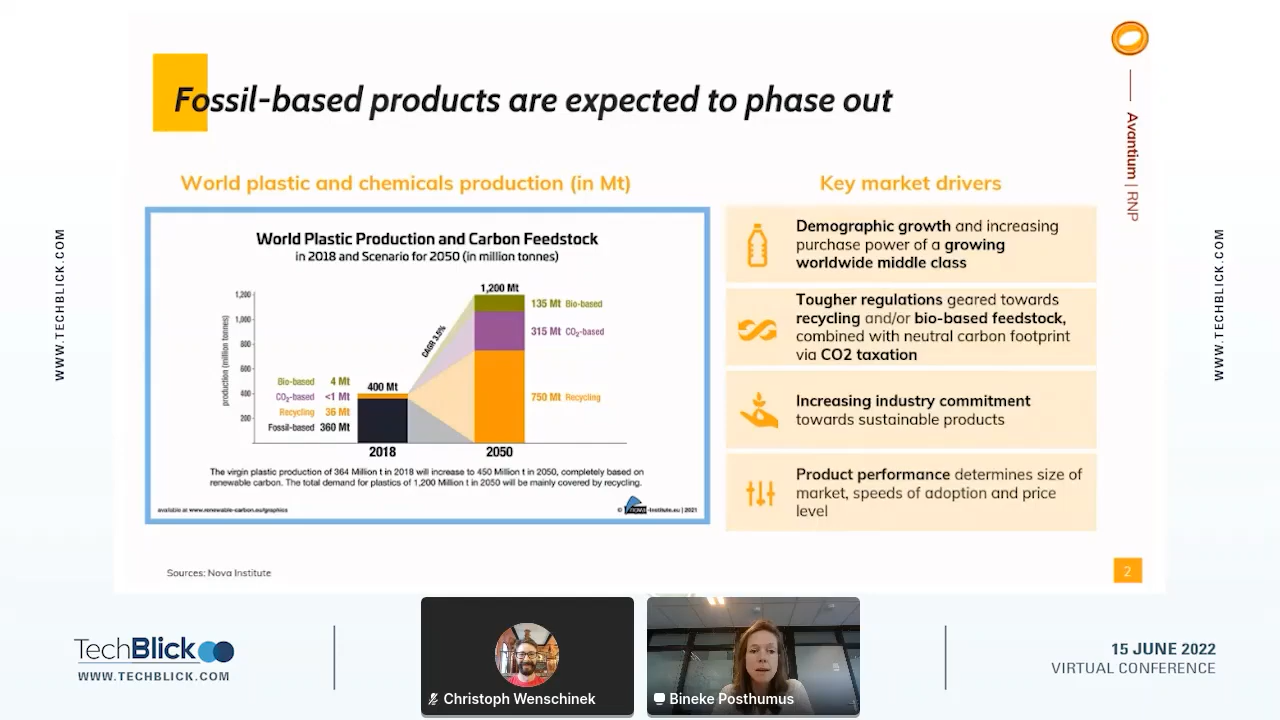 Fossil-based products are expected to phase out
Avantium | RNP
World plastic and chemicals production (in Mt)
World Plastic Production and Carbon Feedstock
in 2018 and Scenario for 2050 (in million tonnes)
production (million tonnes)
1,200
1,000
800
600
400
200
Bio-based 4 Mt
CO₂-based <1 Mt
Recycling 36 Mt
Fossil-based 360 Mt
400 Mt
CAGR 3.5%
1,200 Mt
135 Mt Bio-based
315 Mt CO₂-based
750 Mt Recycling
2018
2050
The virgin plastic production of 364 Million t in 2018 will increase to 450 Million t in 2050, completely based on
renewable carbon. The total demand for plastics of 1,200 Million t in 2050 will be mainly covered by recycling.
available at www.renewable-carbon.eu/graphics
© nova-Institute.eu | 2021
Key market drivers
Demographic growth and increasing
purchase power of a growing
worldwide middle class
Tougher regulations geared towards
recycling and/or bio-based feedstock,
combined with neutral carbon footprint
via CO2 taxation
Increasing industry commitment
towards sustainable products
Product performance determines size of
market, speeds of adoption and price
level
Sources: Nova Institute
2
WWW.TECHBLICK.COM
WWW.TECHBLICK.COM
TechBlick
WWW.TECHBLICK.COM
Christoph Wenschinek
Bineke Posthumus
15 JUNE 2022
VIRTUAL CONFERENCE